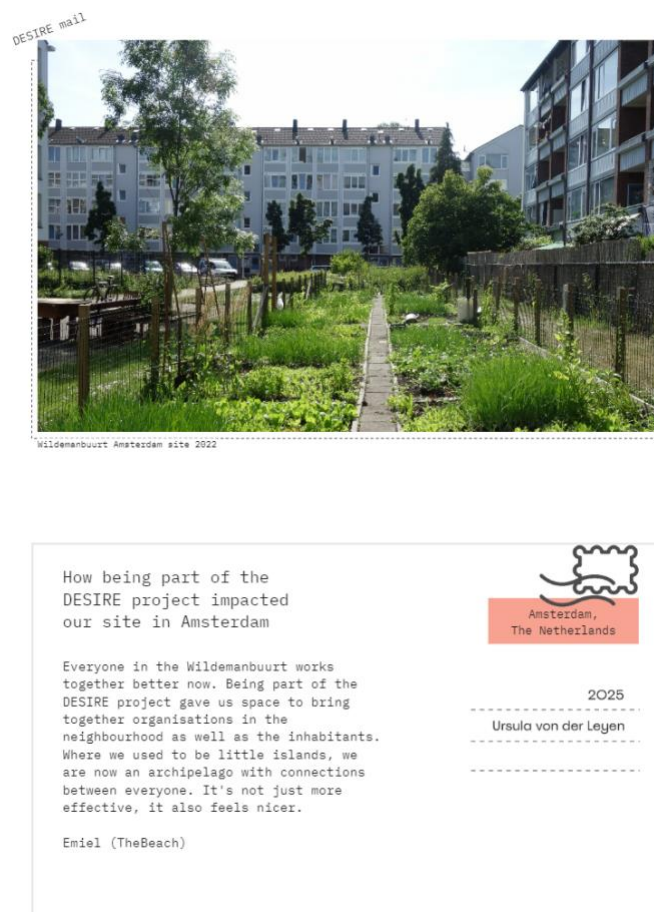 DESIRE mail
Wildemanbuurt Amsterdam site 2022
How being part of the
DESIRE project impacted
our site in Amsterdam
Everyone in the Wildemanbuurt works
together better now. Being part of the
DESIRE project gave us space to bring
together organisations in the
neighbourhood as well as the inhabitants.
Where we used to be little islands, we
are now an archipelago with connections
between everyone. It's not just more
effective, it also feels nicer.
Emiel (TheBeach)
Amsterdam,
The Netherlands
2025
Ursula von der Leyen